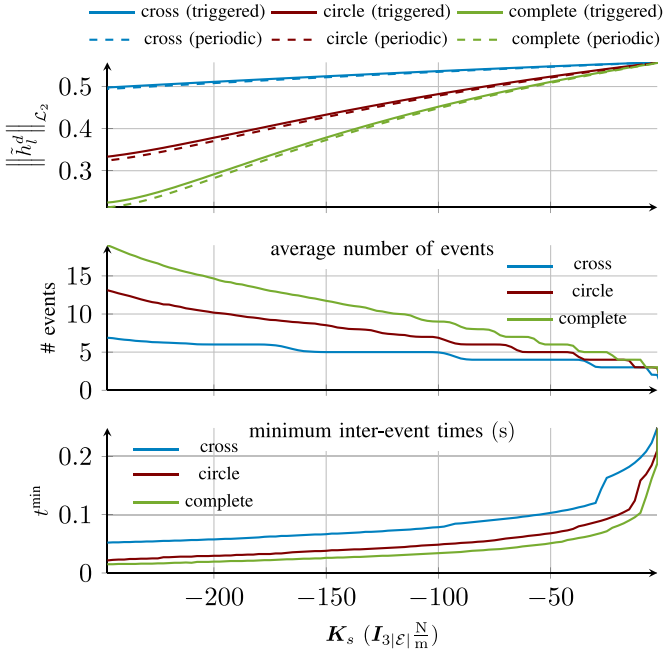 cross (triggered) circle (triggered) complete (triggered)
cross (periodic) circle (periodic) complete (periodic)
0.5
0.4
0.3
‖‖h̃ᵢᵈ‖‖_ℒ₂
average number of events
cross
circle
complete
15
10
5
0
# events
minimum inter-event times (s)
cross
circle
complete
0.2
0.1
0
t^min
−200 −150 −100 −50
K_s (I_3|ℰ| N/m)